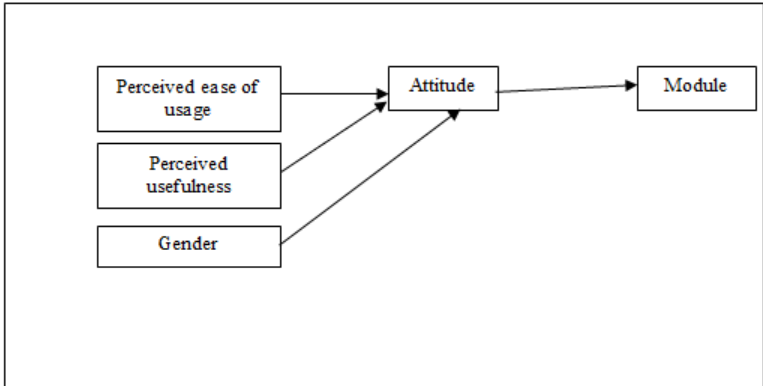 Perceived ease of
usage
Attitude
Module
Perceived
usefulness
Gender